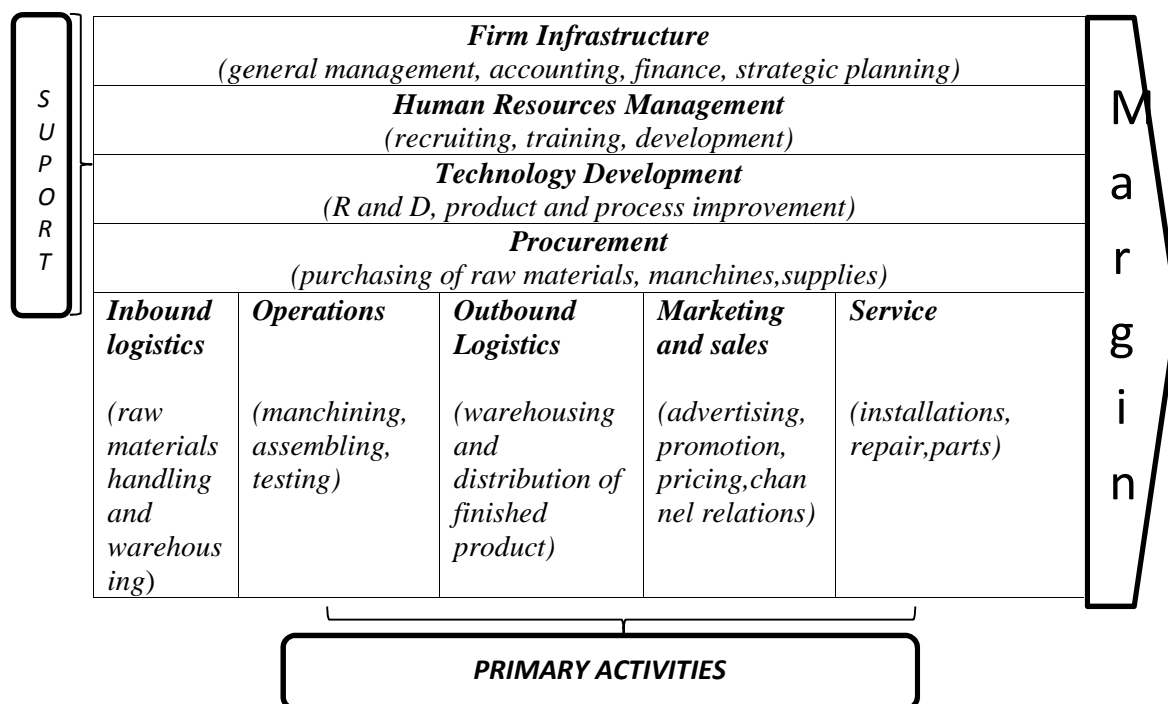 S
U
P
O
R
T
Firm Infrastructure
(general management, accounting, finance, strategic planning)
Human Resources Management
(recruiting, training, development)
Technology Development
(R and D, product and process improvement)
Procurement
(purchasing of raw materials, manchines,supplies)
Inbound
logistics
(raw
materials
handling
and
warehous
ing)
Operations
(manchining,
assembling,
testing)
Outbound
Logistics
(warehousing
and
distribution of
finished
product)
Marketing
and sales
(advertising,
promotion,
pricing,chan
nel relations)
Service
(installations,
repair,parts)
M
a
r
g
i
n
PRIMARY ACTIVITIES